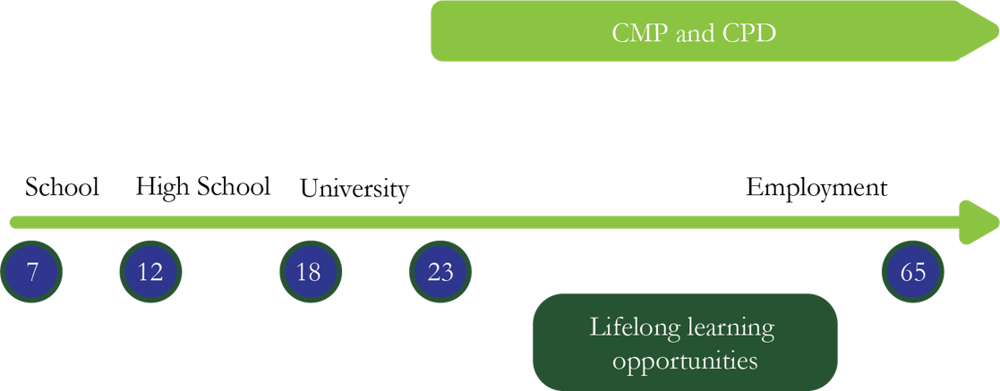 CMP and CPD
School
High School
University
Employment
7
12
18
23
65
Lifelong learning
opportunities